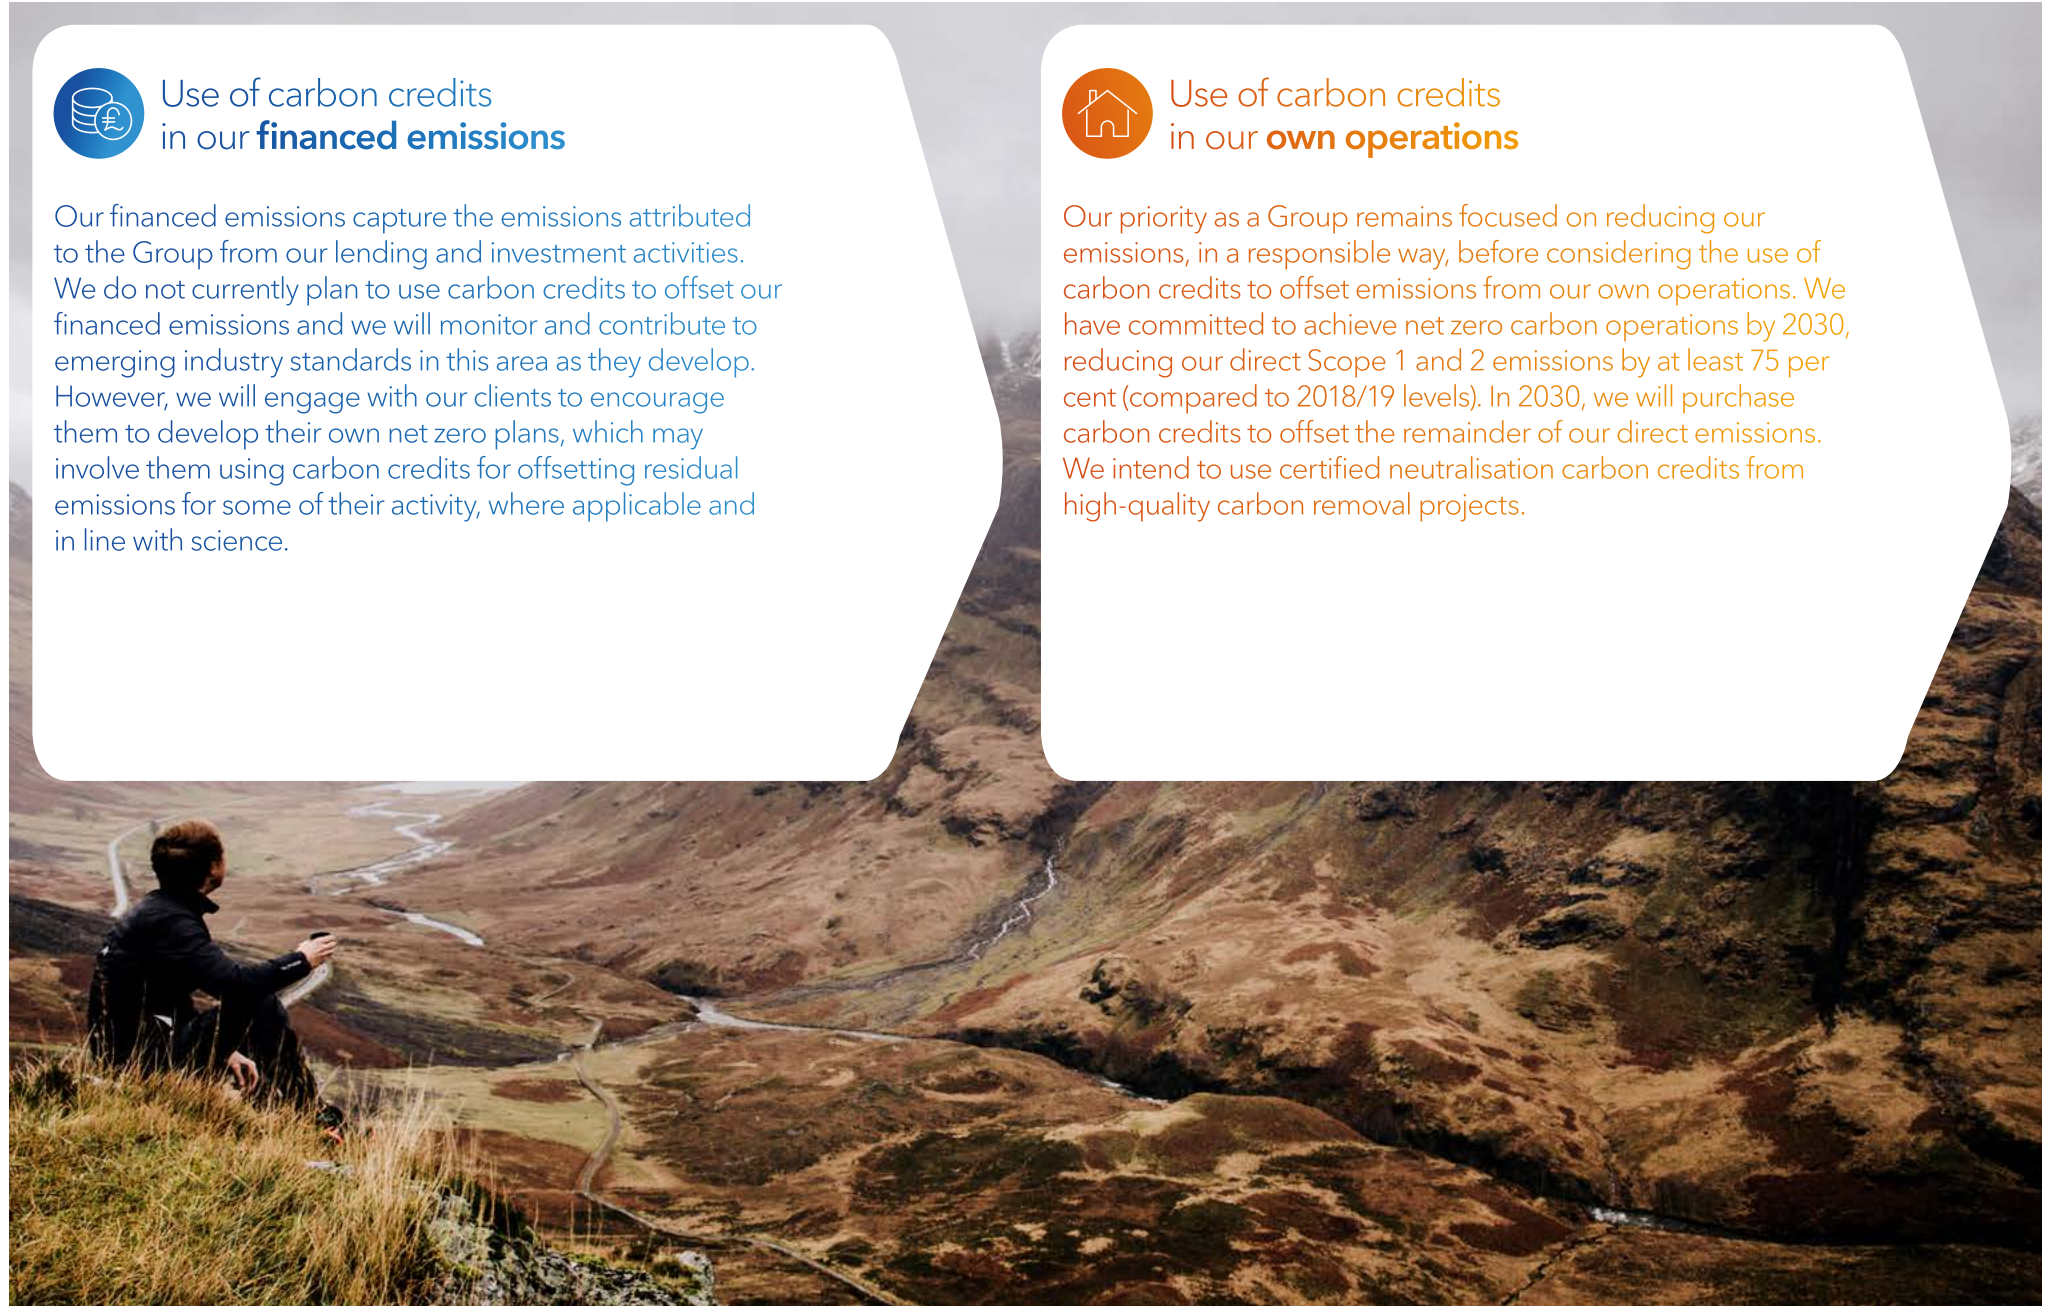 Use of carbon credits
in our financed emissions
Our financed emissions capture the emissions attributed
to the Group from our lending and investment activities.
We do not currently plan to use carbon credits to offset our
financed emissions and we will monitor and contribute to
emerging industry standards in this area as they develop.
However, we will engage with our clients to encourage
them to develop their own net zero plans, which may
involve them using carbon credits for offsetting residual
emissions for some of their activity, where applicable and
in line with science.
Use of carbon credits
in our own operations
Our priority as a Group remains focused on reducing our
emissions, in a responsible way, before considering the use of
carbon credits to offset emissions from our own operations. We
have committed to achieve net zero carbon operations by 2030,
reducing our direct Scope 1 and 2 emissions by at least 75 per
cent (compared to 2018/19 levels). In 2030, we will purchase
carbon credits to offset the remainder of our direct emissions.
We intend to use certified neutralisation carbon credits from
high-quality carbon removal projects.